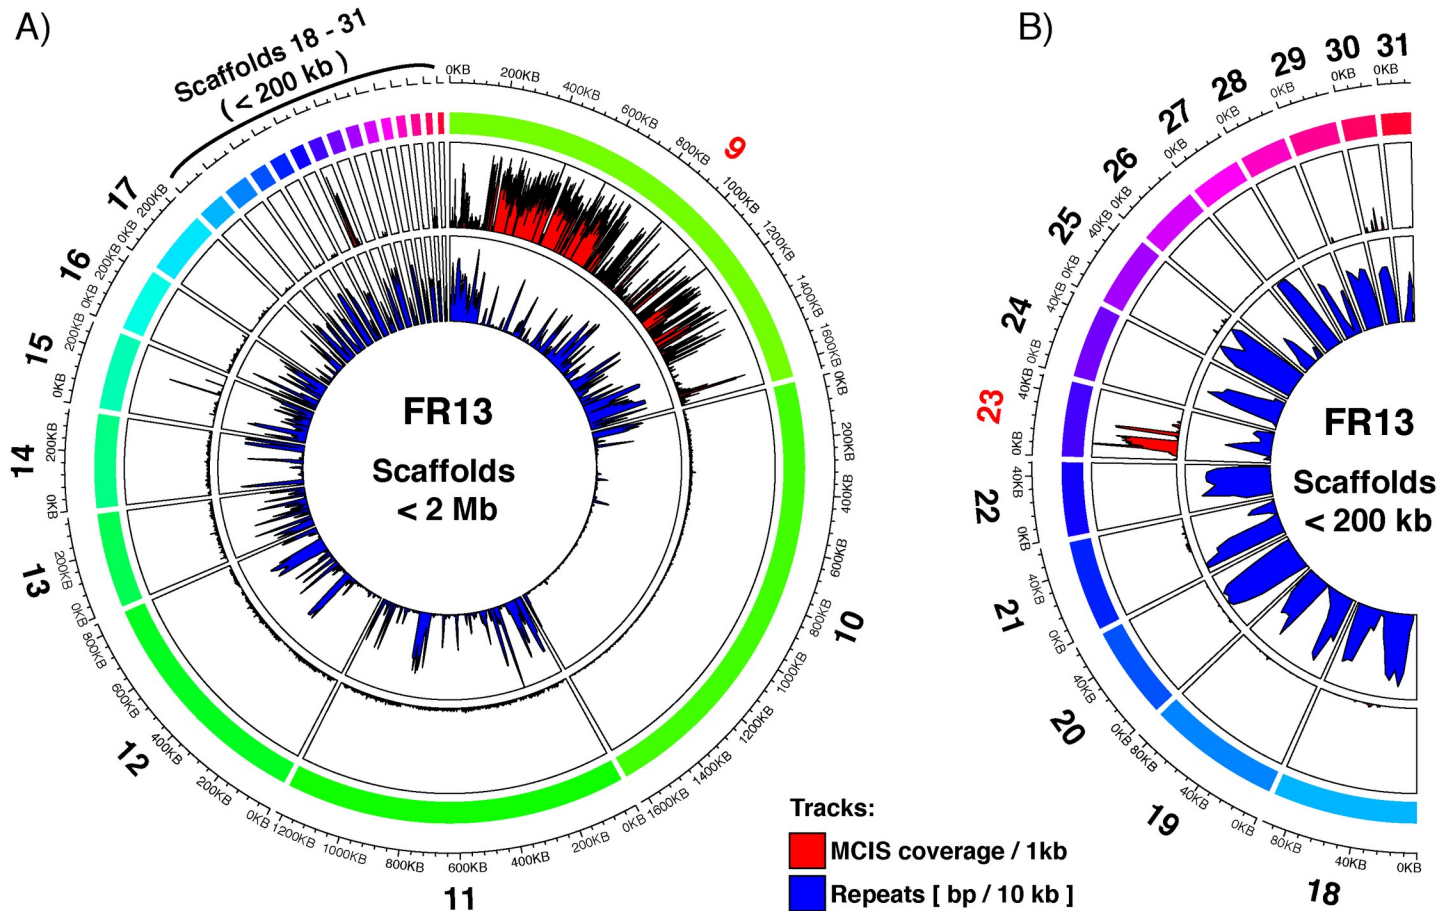 A)
Scaffolds 18 - 31
( < 200 kb )
0KB
200KB
400KB
600KB
800KB
1000KB
1200KB
1400KB
1600KB
9
0KB
200KB
400KB
600KB
800KB
1000KB
1200KB
1400KB
1600KB
10
0KB
200KB
400KB
600KB
800KB
1000KB
1200KB
11
0KB
200KB
400KB
600KB
800KB
12
0KB
200KB
13
0KB
200KB
14
0KB
200KB
15
0KB
200KB
16
0KB
200KB
17
FR13
Scaffolds
< 2 Mb
B)
0KB
31
0KB
30
0KB
29
0KB
28
0KB
27
0KB
26
40KB
0KB
25
40KB
0KB
24
40KB
0KB
23
40KB
0KB
22
40KB
0KB
21
40KB
0KB
20
80KB
40KB
0KB
19
80KB
40KB
0KB
18
FR13
Scaffolds
< 200 kb
Tracks:
MCIS coverage / 1kb
Repeats [ bp / 10 kb ]